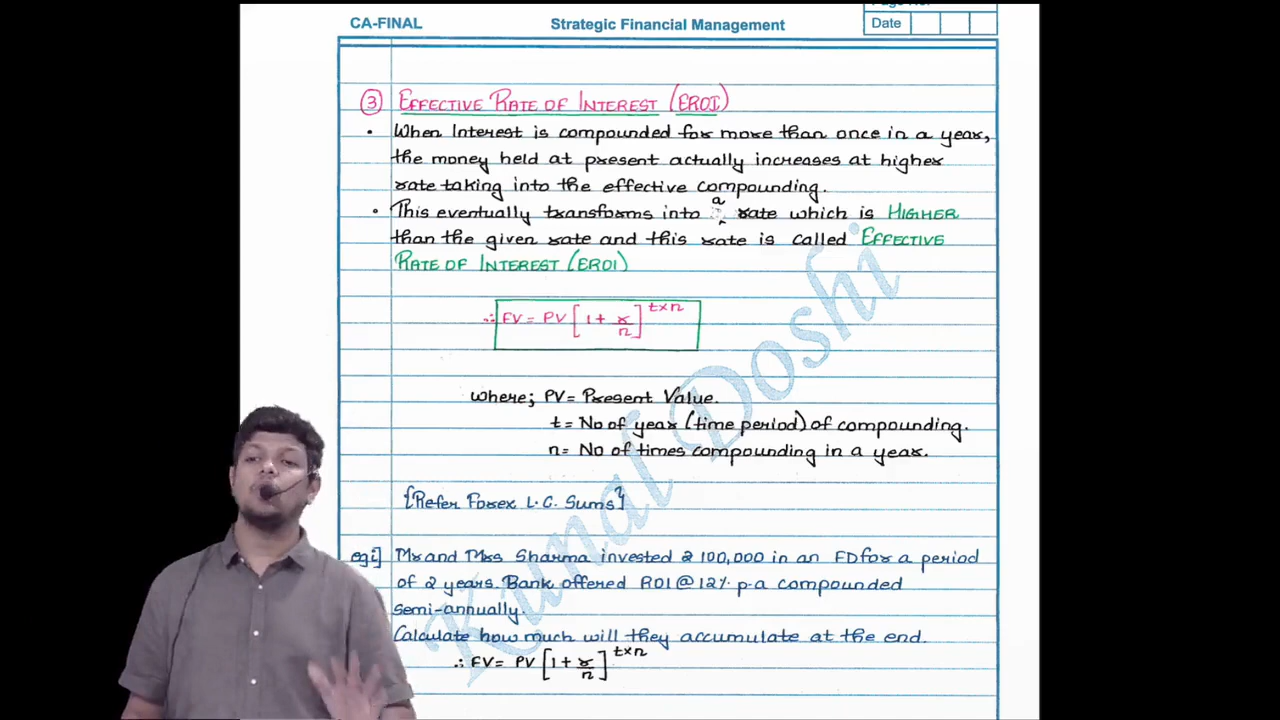 CA-FINAL Strategic Financial Management
Date
③ EFFECTIVE RATE OF INTEREST (EROI)
• When Interest is compounded for more than once in a year,
the money held at present actually increases at higher
rate taking into the effective compounding.
• This eventually transforms into a rate which is HIGHER
than the given rate and this rate is called EFFECTIVE
RATE OF INTEREST (EROI)
∴ FV = PV [1 + r/n]^t×n
where; PV = Present Value.
t = No of year (time period) of compounding.
n = No of times compounding in a year.
{Refer Forex L.C. Sums}
eg:] Mr and Mrs Sharma invested ₹ 100,000 in an FD for a period
of 2 years. Bank offered ROI @ 12% p.a compounded
semi-annually.
Calculate how much will they accumulate at the end.
∴ FV = PV [1 + r/n]^t×n
Kunal Doshi